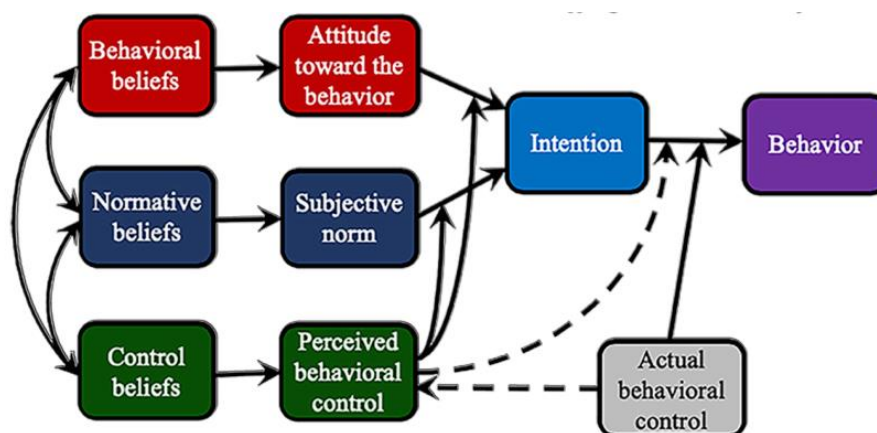 Behavioral
beliefs
Attitude
toward the
behavior
Intention
Behavior
Normative
beliefs
Subjective
norm
Control
beliefs
Perceived
behavioral
control
Actual
behavioral
control